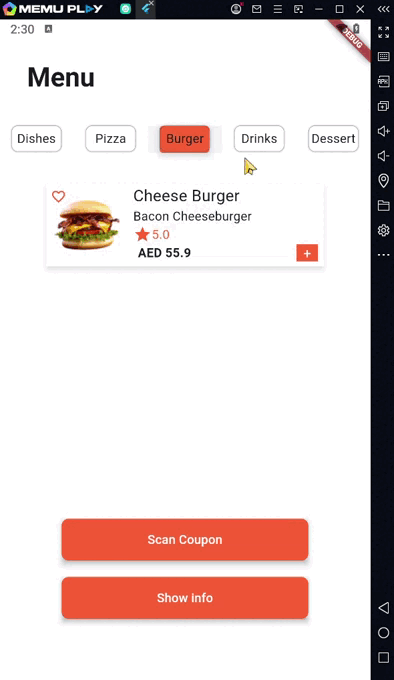 MEMU PLAY
2:30
A
DEBUG
APK
Menu
Dishes
Pizza
Burger
Drinks
Dessert
Cheese Burger
Bacon Cheeseburger
5.0
AED 55.9
+
Scan Coupon
Show info